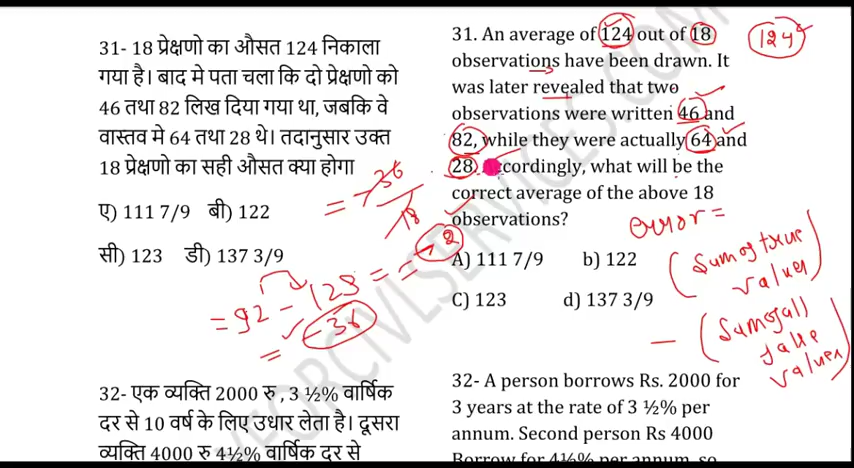 31- 18 प्रेक्षणो का औसत 124 निकाला
गया है। बाद मे पता चला कि दो प्रेक्षणो को
46 तथा 82 लिख दिया गया था, जबकि वे
वास्तव मे 64 तथा 28 थे। तदानुसार उक्त
18 प्रेक्षणो का सही औसत क्या होगा
ए) 111 7/9 बी) 122
सी) 123 डी) 137 3/9
= 92 - 128
= - 36
= -36/18
= - 2
32- एक व्यक्ति 2000 रु , 3 ½% वार्षिक
दर से 10 वर्ष के लिए उधार लेता है। दूसरा
व्यक्ति 4000 रु 4½% वार्षिक दर से
31. An average of 124 out of 18
observations have been drawn. It
was later revealed that two
observations were written 46 and
82, while they were actually 64 and
28. Accordingly, what will be the
correct average of the above 18
observations?
A) 111 7/9 b) 122
C) 123 d) 137 3/9
124
error =
(Sum of true
values)
- (Sum of all
false
values)
32- A person borrows Rs. 2000 for
3 years at the rate of 3 ½% per
annum. Second person Rs 4000
Borrow for 4½% per annum, so